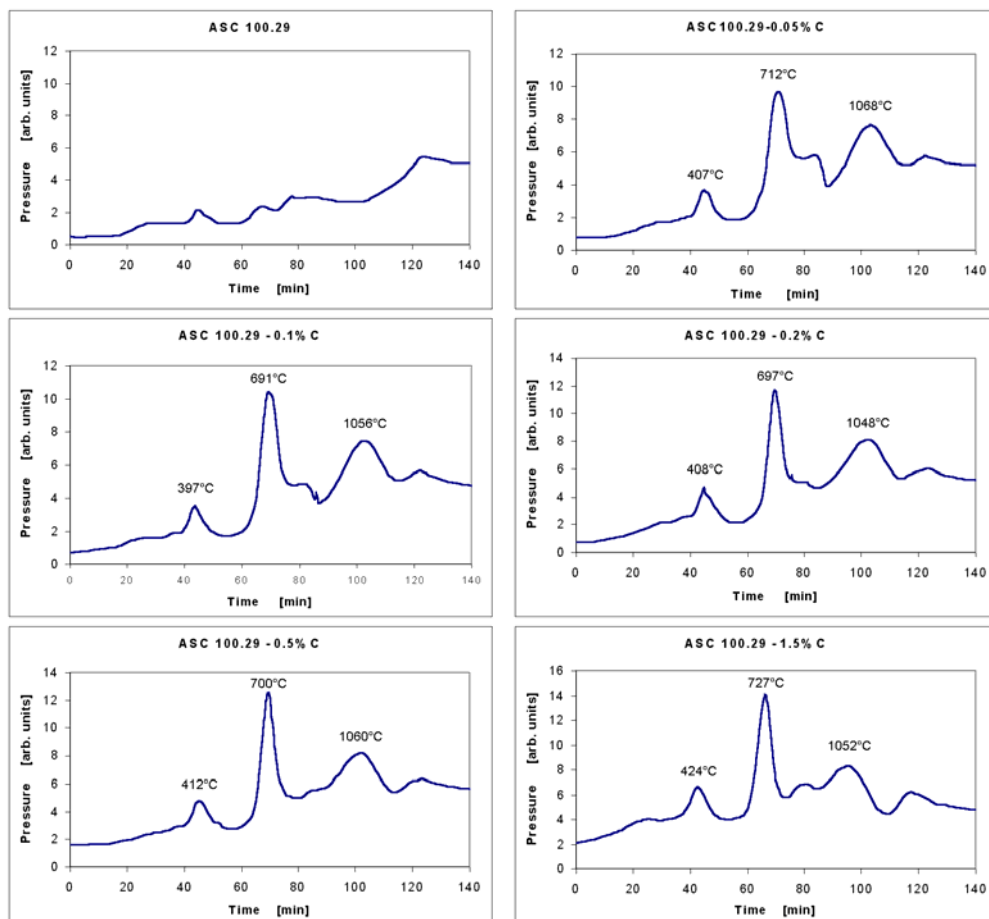 ASC 100.29
Pressure [arb. units]
12
10
8
6
4
2
0
0 20 40 60 80 100 120 140
Time [min]
ASC100.29-0.05% C
Pressure [arb. units]
12
10
8
6
4
2
0
712°C
1068°C
407°C
0 20 40 60 80 100 120 140
Time [min]
ASC 100.29 - 0.1% C
Pressure [arb. units]
12
10
8
6
4
2
0
691°C
1056°C
397°C
0 20 40 60 80 100 120 140
Time [min]
ASC 100.29 - 0.2% C
Pressure [arb. units]
14
12
10
8
6
4
2
0
697°C
1048°C
408°C
0 20 40 60 80 100 120 140
Time [min]
ASC 100.29 - 0.5% C
Pressure [arb. units]
14
12
10
8
6
4
2
0
700°C
1060°C
412°C
0 20 40 60 80 100 120 140
Time [min]
ASC 100.29 - 1.5% C
Pressure [arb. units]
16
14
12
10
8
6
4
2
0
727°C
1052°C
424°C
0 20 40 60 80 100 120 140
Time [min]